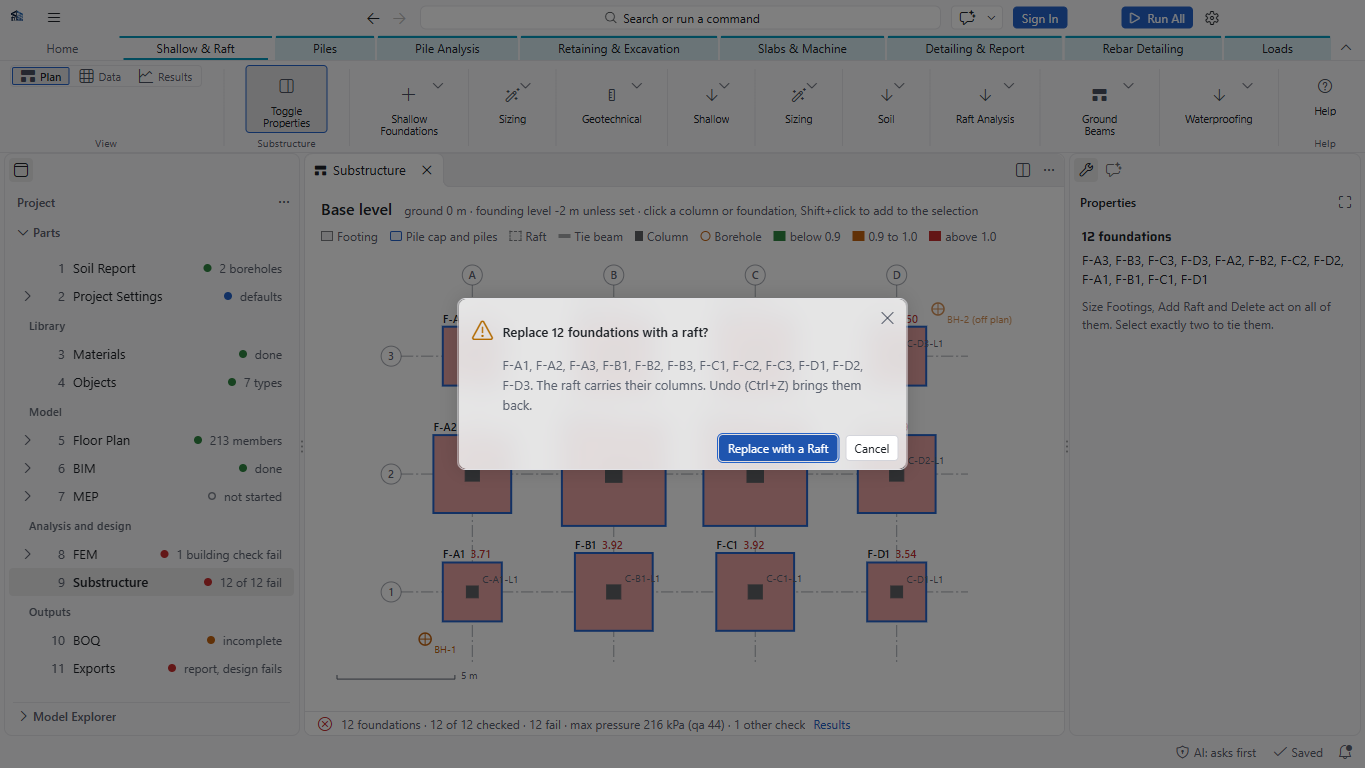 Search or run a command
Sign In
Run All
Home
Shallow & Raft
Piles
Pile Analysis
Retaining & Excavation
Slabs & Machine
Detailing & Report
Rebar Detailing
Loads
Plan
Data
Results
View
Toggle
Properties
Substructure
Shallow
Foundations
Sizing
Geotechnical
Shallow
Sizing
Soil
Raft Analysis
Ground
Beams
Waterproofing
Help
Help
Project
Parts
1 Soil Report 2 boreholes
2 Project Settings defaults
Library
3 Materials done
4 Objects 7 types
Model
5 Floor Plan 213 members
6 BIM done
7 MEP not started
Analysis and design
8 FEM 1 building check fail
9 Substructure 12 of 12 fail
Outputs
10 BOQ incomplete
11 Exports report, design fails
Model Explorer
Substructure
Base level ground 0 m · founding level -2 m unless set · click a column or foundation, Shift+click to add to the selection
Footing Pile cap and piles Raft Tie beam Column Borehole below 0.9 0.9 to 1.0 above 1.0
A B C D
BH-2 (off plan)
3
Replace 12 foundations with a raft?
F-A1, F-A2, F-A3, F-B1, F-B2, F-B3, F-C1, F-C2, F-C3, F-D1, F-D2,
F-D3. The raft carries their columns. Undo (Ctrl+Z) brings them
back.
Replace with a Raft
Cancel
F-A2
C-D2-L1
2
F-A1 3.71
F-B1 3.92
F-C1 3.92
F-D1 3.54
C-A1-L1
C-B1-L1
C-C1-L1
C-D1-L1
1
BH-1
5 m
12 foundations · 12 of 12 checked · 12 fail · max pressure 216 kPa (qa 44) · 1 other check Results
Properties
12 foundations
F-A3, F-B3, F-C3, F-D3, F-A2, F-B2, F-C2, F-D2,
F-A1, F-B1, F-C1, F-D1
Size Footings, Add Raft and Delete act on all of
them. Select exactly two to tie them.
AI: asks first
Saved